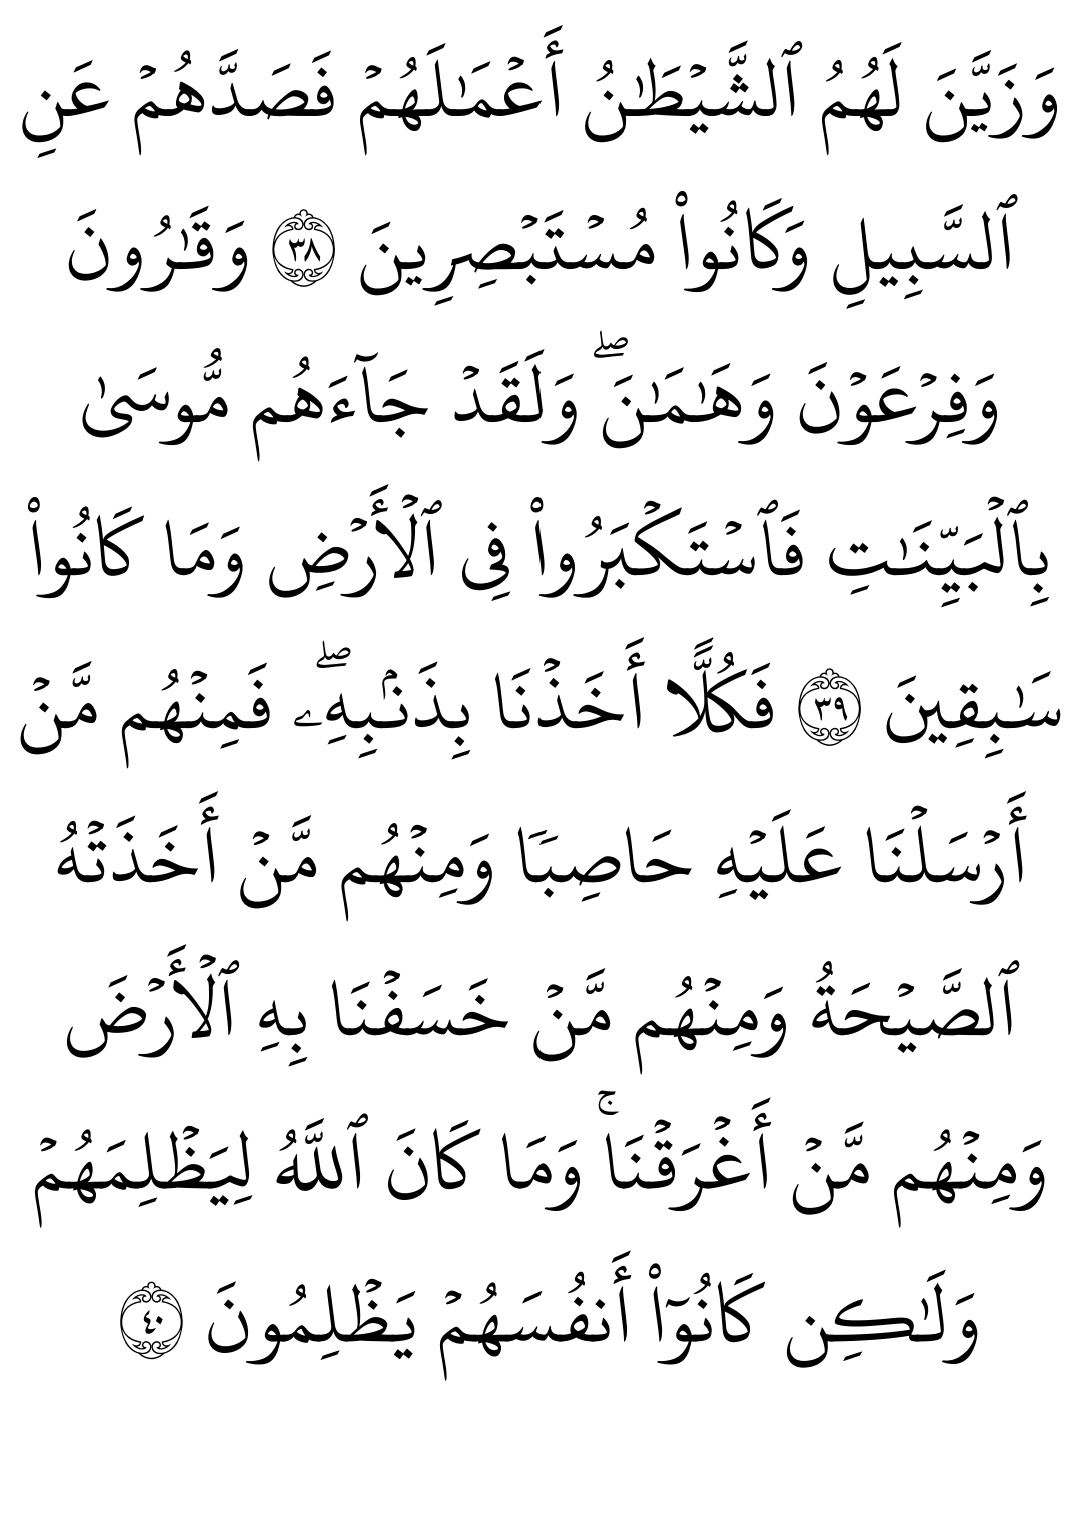 وَزَيَّنَ لَهُمُ ٱلشَّيْطَٰنُ أَعْمَٰلَهُمْ فَصَدَّهُمْ عَنِ
ٱلسَّبِيلِ وَكَانُوا۟ مُسْتَبْصِرِينَ ٣٨ وَقَٰرُونَ
وَفِرْعَوْنَ وَهَٰمَٰنَ ۖ وَلَقَدْ جَآءَهُم مُّوسَىٰ
بِٱلْبَيِّنَٰتِ فَٱسْتَكْبَرُوا۟ فِى ٱلْأَرْضِ وَمَا كَانُوا۟
سَٰبِقِينَ ٣٩ فَكُلًّا أَخَذْنَا بِذَنۢبِهِۦ ۖ فَمِنْهُم مَّنْ
أَرْسَلْنَا عَلَيْهِ حَاصِبًا وَمِنْهُم مَّنْ أَخَذَتْهُ
ٱلصَّيْحَةُ وَمِنْهُم مَّنْ خَسَفْنَا بِهِ ٱلْأَرْضَ
وَمِنْهُم مَّنْ أَغْرَقْنَا ۚ وَمَا كَانَ ٱللَّهُ لِيَظْلِمَهُمْ
وَلَٰكِن كَانُوٓا۟ أَنفُسَهُمْ يَظْلِمُونَ ٤٠